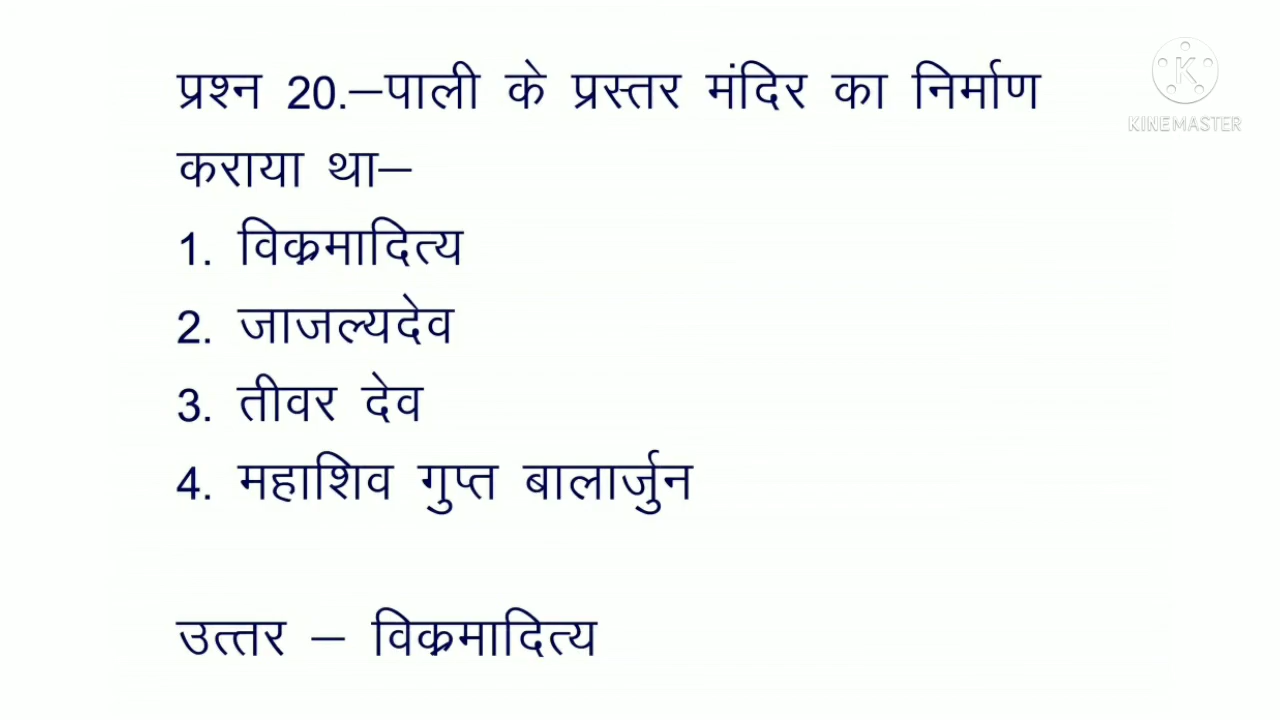 प्रश्न 20.—पाली के प्रस्तर मंदिर का निर्माण
कराया था—
1. विक्रमादित्य
2. जाजल्यदेव
3. तीवर देव
4. महाशिव गुप्त बालार्जुन
उत्तर — विक्रमादित्य
K
KINEMASTER